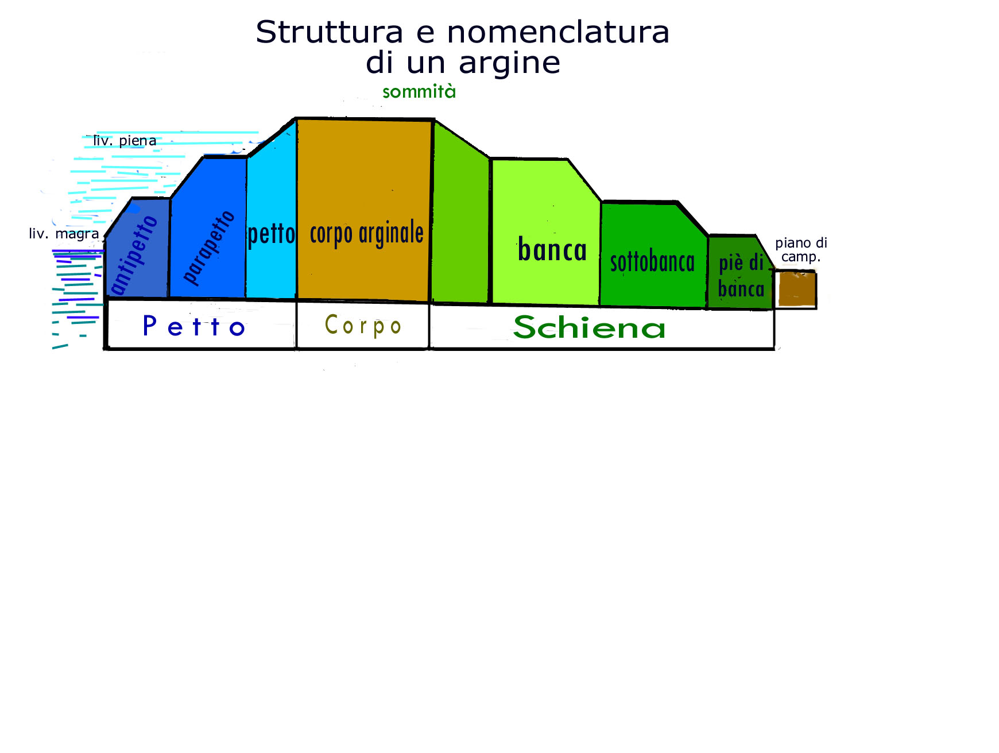 Struttura e nomenclatura
di un argine
sommità
liv. piena
liv. magra
antipetto
parapetto
petto
corpo arginale
banca
sottobanca
piè di
banca
piano di
camp.
Petto
Corpo
Schiena